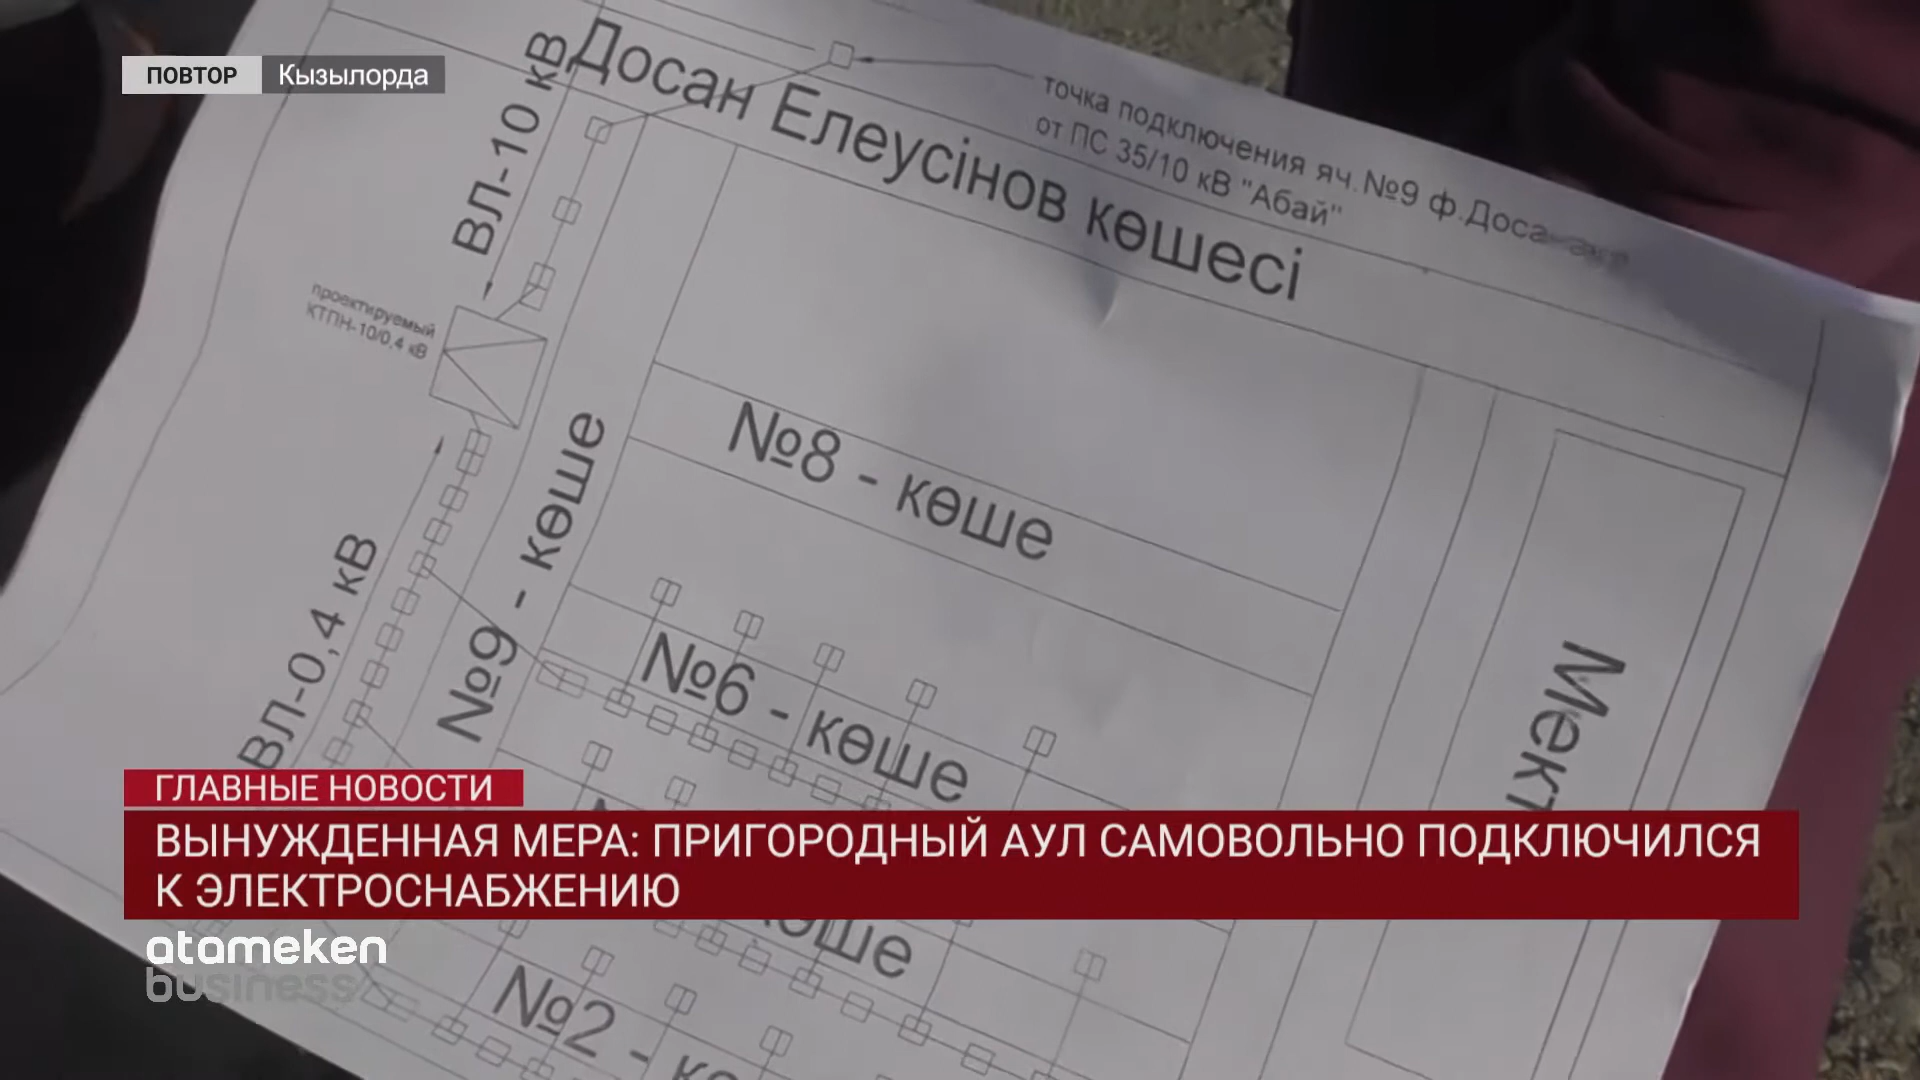 ПОВТОР
Кызылорда
Досан Елеусінов көшесі
точка подключения яч.№9 ф.
от ПС 35/10 кВ "Абай"
ВЛ-10 кВ
проектируемый
КТПН-10/0,4 кВ
№9 - көше
№8 - көше
ВЛ-0,4 кВ
№6 - көше
Мект
ГЛАВНЫЕ НОВОСТИ
ВЫНУЖДЕННАЯ МЕРА: ПРИГОРОДНЫЙ АУЛ САМОВОЛЬНО ПОДКЛЮЧИЛСЯ
К ЭЛЕКТРОСНАБЖЕНИЮ
көше
atameken
business
№2 -